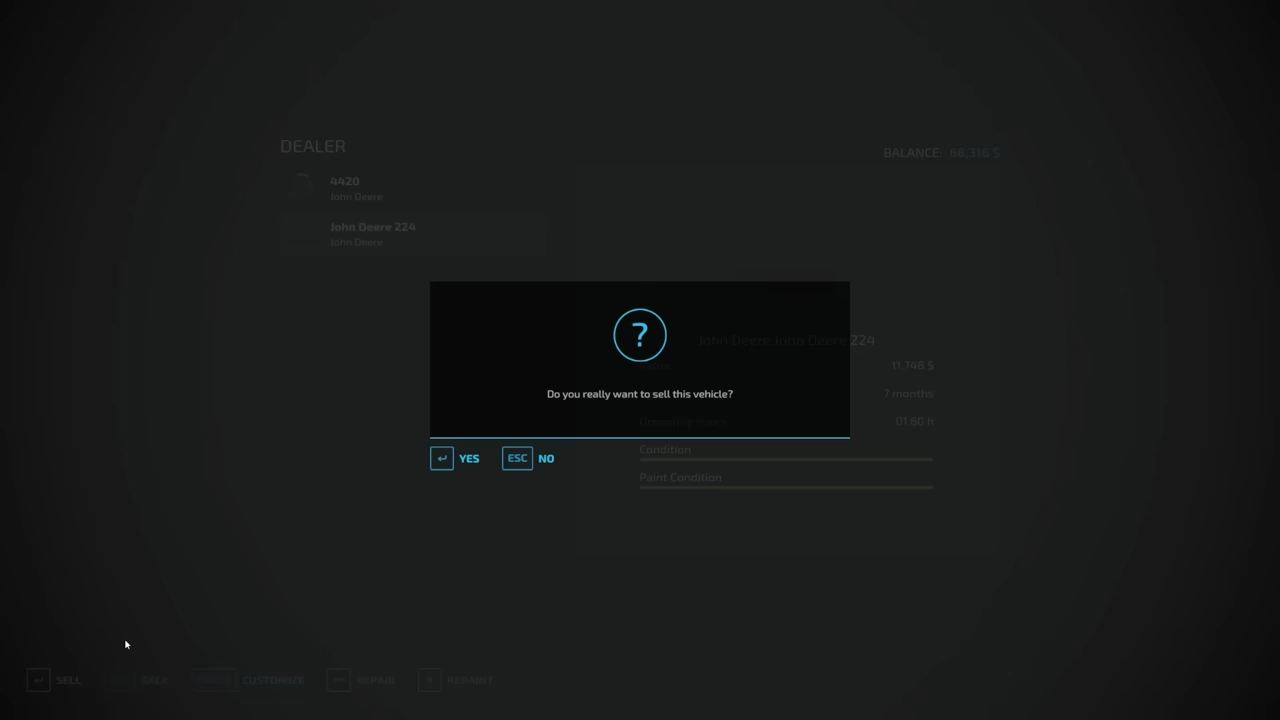 DEALER
BALANCE: 66,316 $
4420
John Deere
John Deere 224
John Deere
?
John Deere John Deere 224
11,746 $
Do you really want to sell this vehicle?
7 months
01:60 h
Condition
YES
ESC NO
Paint Condition
SELL
BACK
CUSTOMIZE
REPAIR
REPAINT